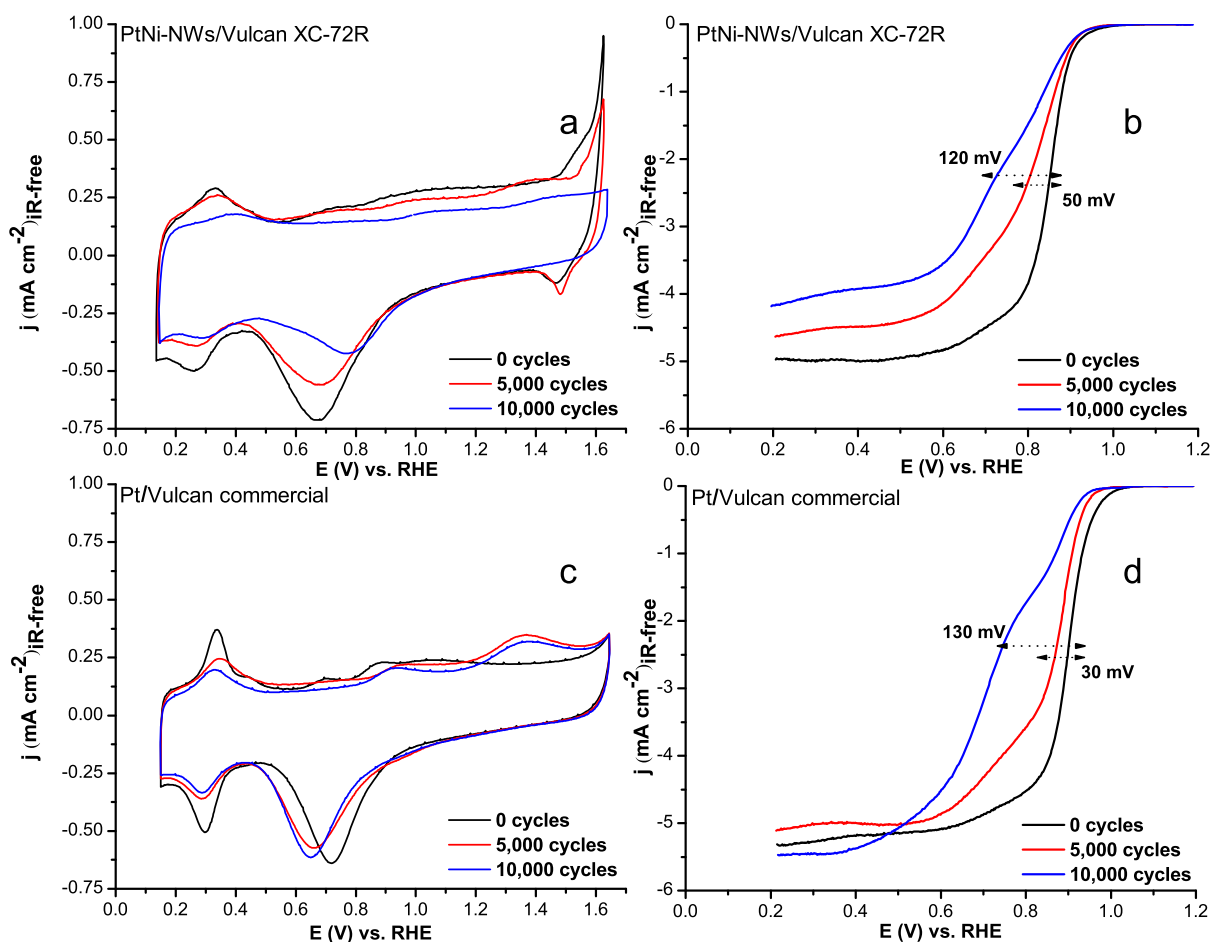 PtNi-NWs/Vulcan XC-72R
a
1.00
0.75
0.50
0.25
0.00
-0.25
-0.50
-0.75
j (mA cm-2)iR-free
0 cycles
5,000 cycles
10,000 cycles
0.0 0.2 0.4 0.6 0.8 1.0 1.2 1.4 1.6
E (V) vs. RHE
PtNi-NWs/Vulcan XC-72R
b
0
-1
-2
-3
-4
-5
-6
j (mA cm-2)iR-free
120 mV
50 mV
0 cycles
5,000 cycles
10,000 cycles
0.0 0.2 0.4 0.6 0.8 1.0 1.2
E (V) vs. RHE
Pt/Vulcan commercial
c
1.00
0.75
0.50
0.25
0.00
-0.25
-0.50
-0.75
j (mA cm-2)iR-free
0 cycles
5,000 cycles
10,000 cycles
0.0 0.2 0.4 0.6 0.8 1.0 1.2 1.4 1.6
E (V) vs. RHE
Pt/Vulcan commercial
d
0
-1
-2
-3
-4
-5
-6
j (mA cm-2)iR-free
130 mV
30 mV
0 cycles
5,000 cycles
10,000 cycles
0.0 0.2 0.4 0.6 0.8 1.0 1.2
E (V) vs. RHE